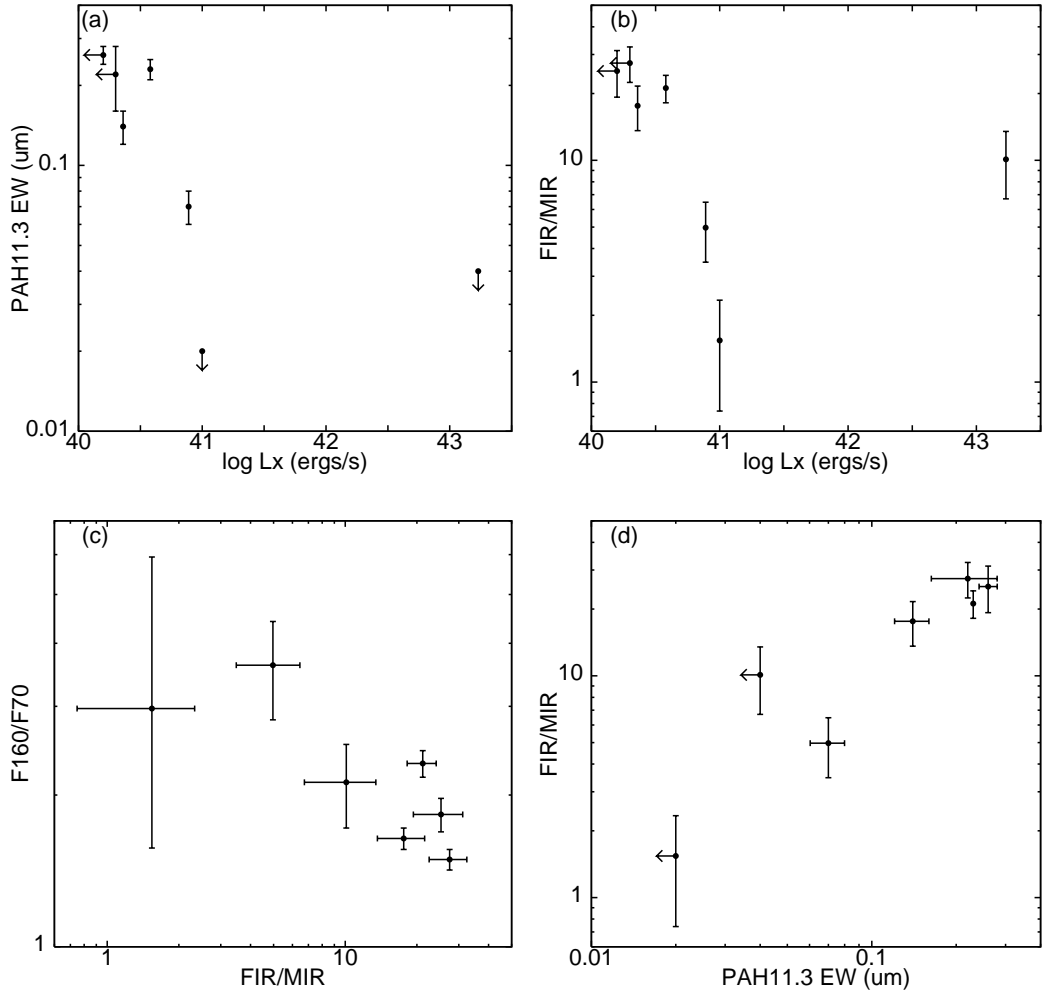 (a)
PAH11.3 EW (um)
0.1
0.01
40 41 42 43
log Lx (ergs/s)
(b)
FIR/MIR
10
1
40 41 42 43
log Lx (ergs/s)
(c)
F160/F70
1
1 10
FIR/MIR
(d)
FIR/MIR
10
1
0.01 0.1
PAH11.3 EW (um)